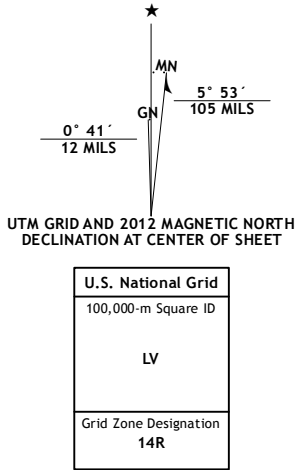 ★
MN
5° 53´
105 MILS
GN
0° 41´
12 MILS
UTM GRID AND 2012 MAGNETIC NORTH
DECLINATION AT CENTER OF SHEET
U.S. National Grid
100,000-m Square ID
LV
Grid Zone Designation
14R